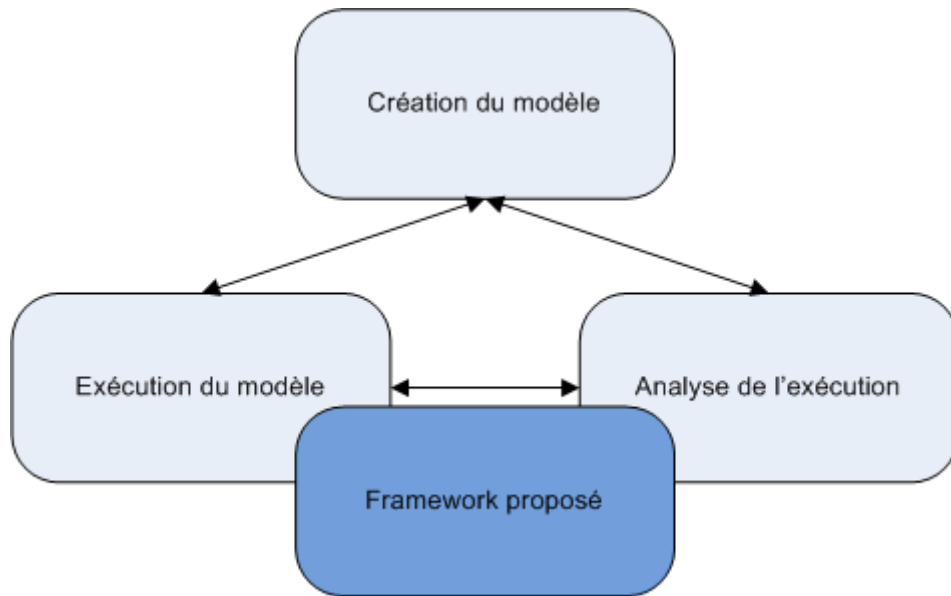 Création du modèle
Exécution du modèle
Analyse de l’exécution
Framework proposé